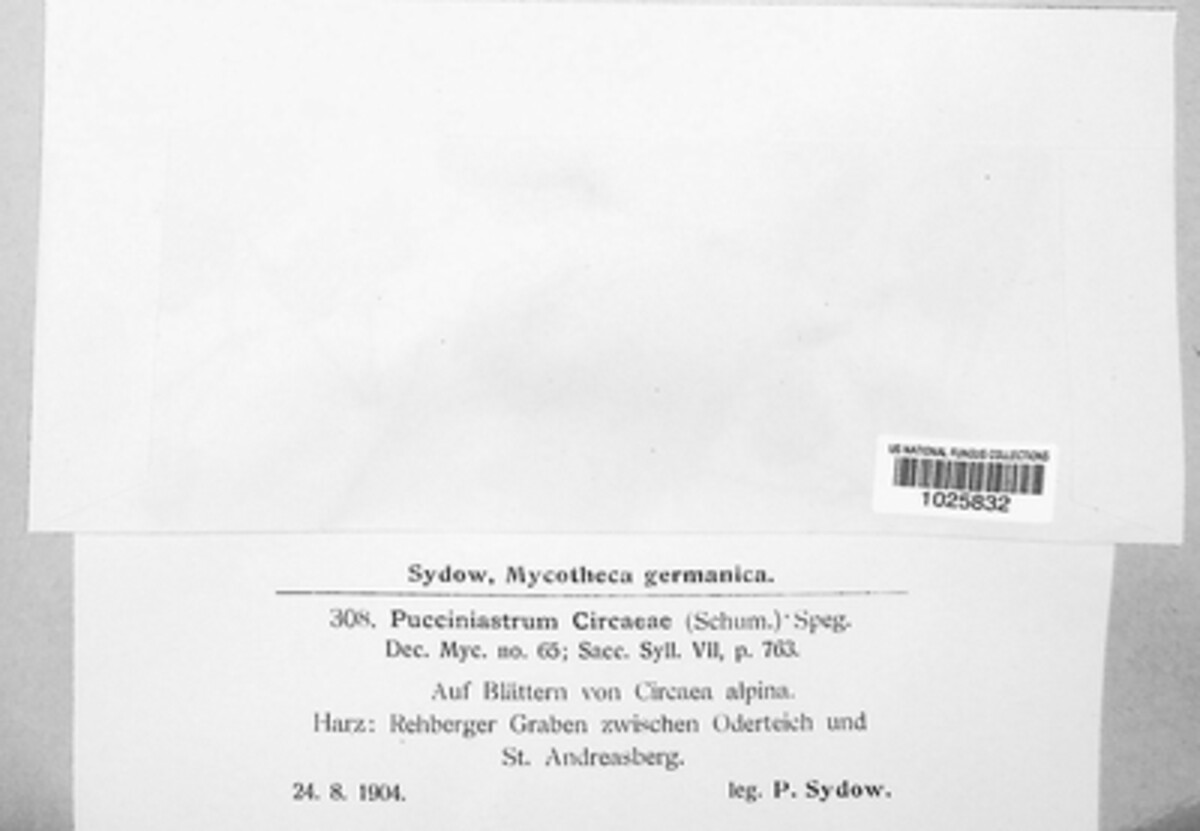 US NATIONAL FUNGUS COLLECTIONS
1025832
Sydow, Mycotheca germanica.
308. Pucciniastrum Circaeae (Schum.) Speg.
Dec. Myc. no. 65; Sacc. Syll. VII, p. 763.
Auf Blättern von Circaea alpina.
Harz: Rehberger Graben zwischen Oderteich und
St. Andreasberg.
24. 8. 1904. leg. P. Sydow.